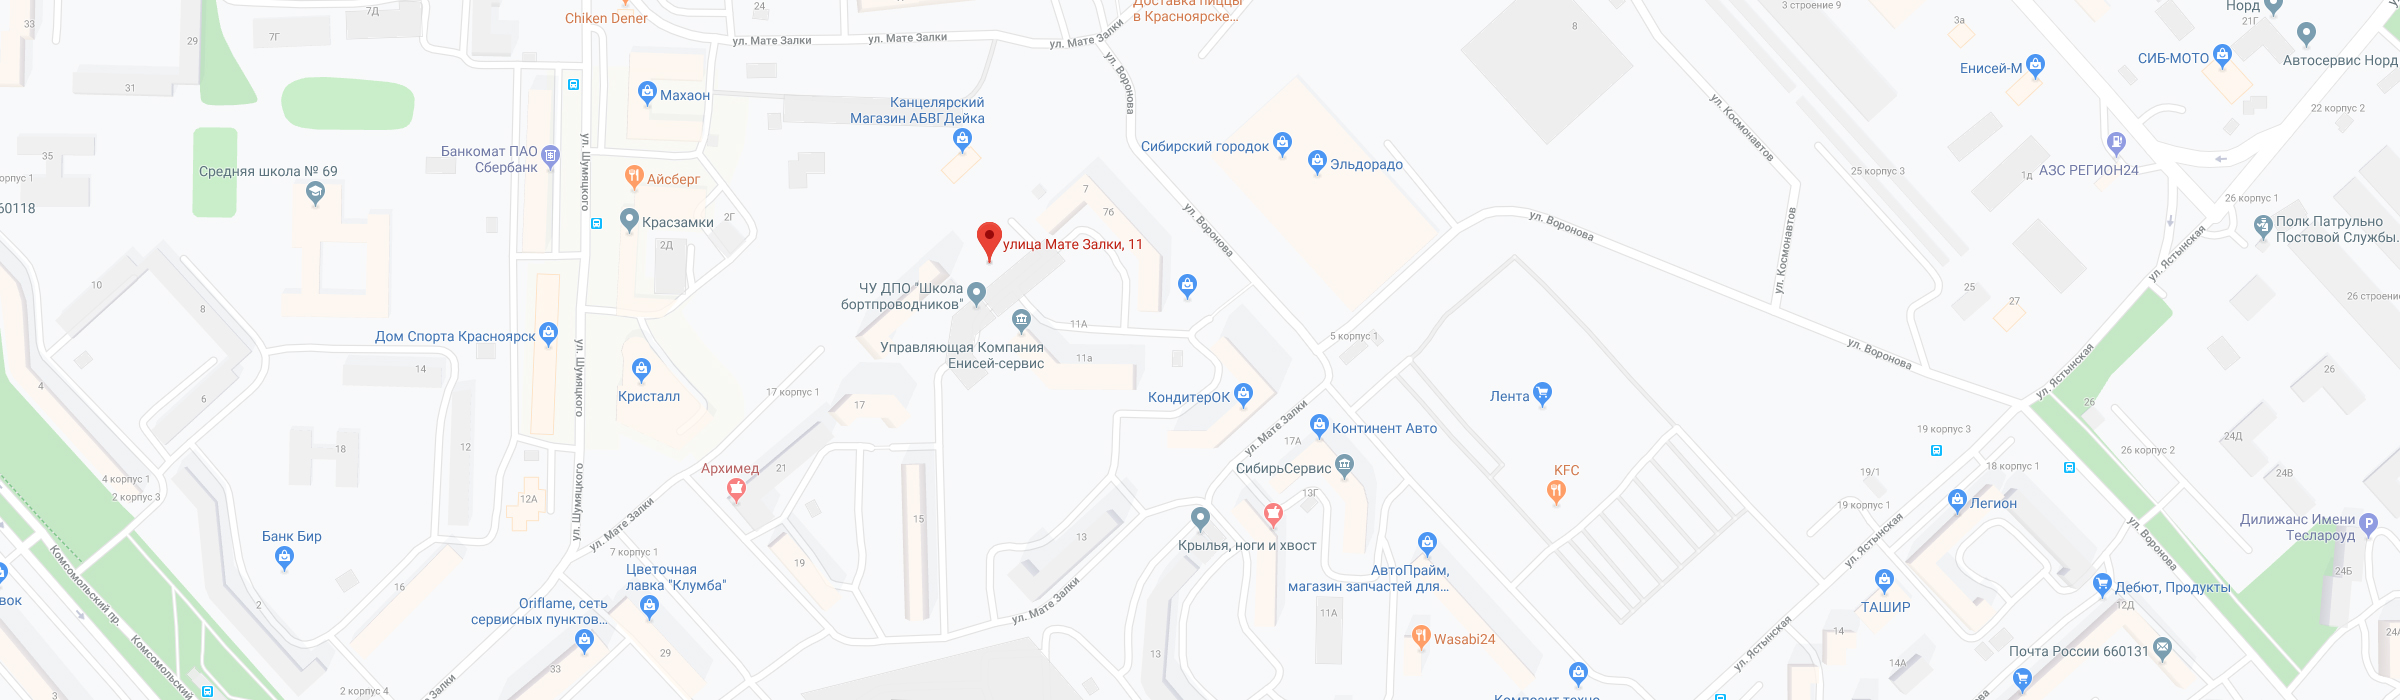 Chiken Dener
ул. Мате Залки
ул. Мате Залки
ул. Мате Залки
Доставка пиццы
в Красноярске...
ул. Воронова
24
7Д
7Г
29
31
35
8
3 строение 9
3а
Норд
21Г
Автосервис Норд
СИБ-МОТО
Енисей-М
22 корпус 2
ул. Космонавтов
Махаон
Канцелярский
Магазин АБВГДейка
Сибирский городок
Эльдорадо
АЗС РЕГИОН24
25 корпус 3
1д
26 корпус 1
Банкомат ПАО
Сбербанк
ул. Шумяцкого
Средняя школа № 69
орпус 1
60118
Айсберг
Красзамки
2Г
2Д
7
7б
улица Мате Залки, 11
ул. Воронова
ул. Воронова
ул. Космонавтов
Полк Патрульно
Постовой Службы...
ул. Ястынская
ЧУ ДПО "Школа
бортпроводников"
11А
Управляющая Компания
Енисей-сервис
11а
10
8
6
4
14
Дом Спорта Красноярск
ул. Шумяцкого
Кристалл
17 корпус 1
17
5 корпус 1
25
27
26 строени
ул. Воронова
ул. Ястынская
26
26
КондитерОК
ул. Мате Залки
17А
Континент Авто
Лента
СибирьСервис
13Г
KFC
19 корпус 3
19/1
18 корпус 1
19 корпус 1
26 корпус 2
24Д
24В
12
18
4 корпус 1
2 корпус 3
12А
Архимед
21
ул. Мате Залки
ул. Шумяцкого
15
13
Крылья, ноги и хвост
Легион
Дилижанс Имени
Теслароуд
ул. Ястынская
ул. Воронова
Банк Бир
Комсомольский пр.
7 корпус 1
19
Цветочная
лавка "Клумба"
Oriflame, сеть
сервисных пунктов...
АвтоПрайм,
магазин запчастей для...
ТАШИР
Дебют, Продукты
24Б
12Д
вок
16
2
ул. Мате Залки
11А
Wasabi24
14
24А
Комсомольский
29
33
13
ул. Ястынская
14А
Почта России 660131
3
2 корпус 4
Залки
Композит техно
Воронова